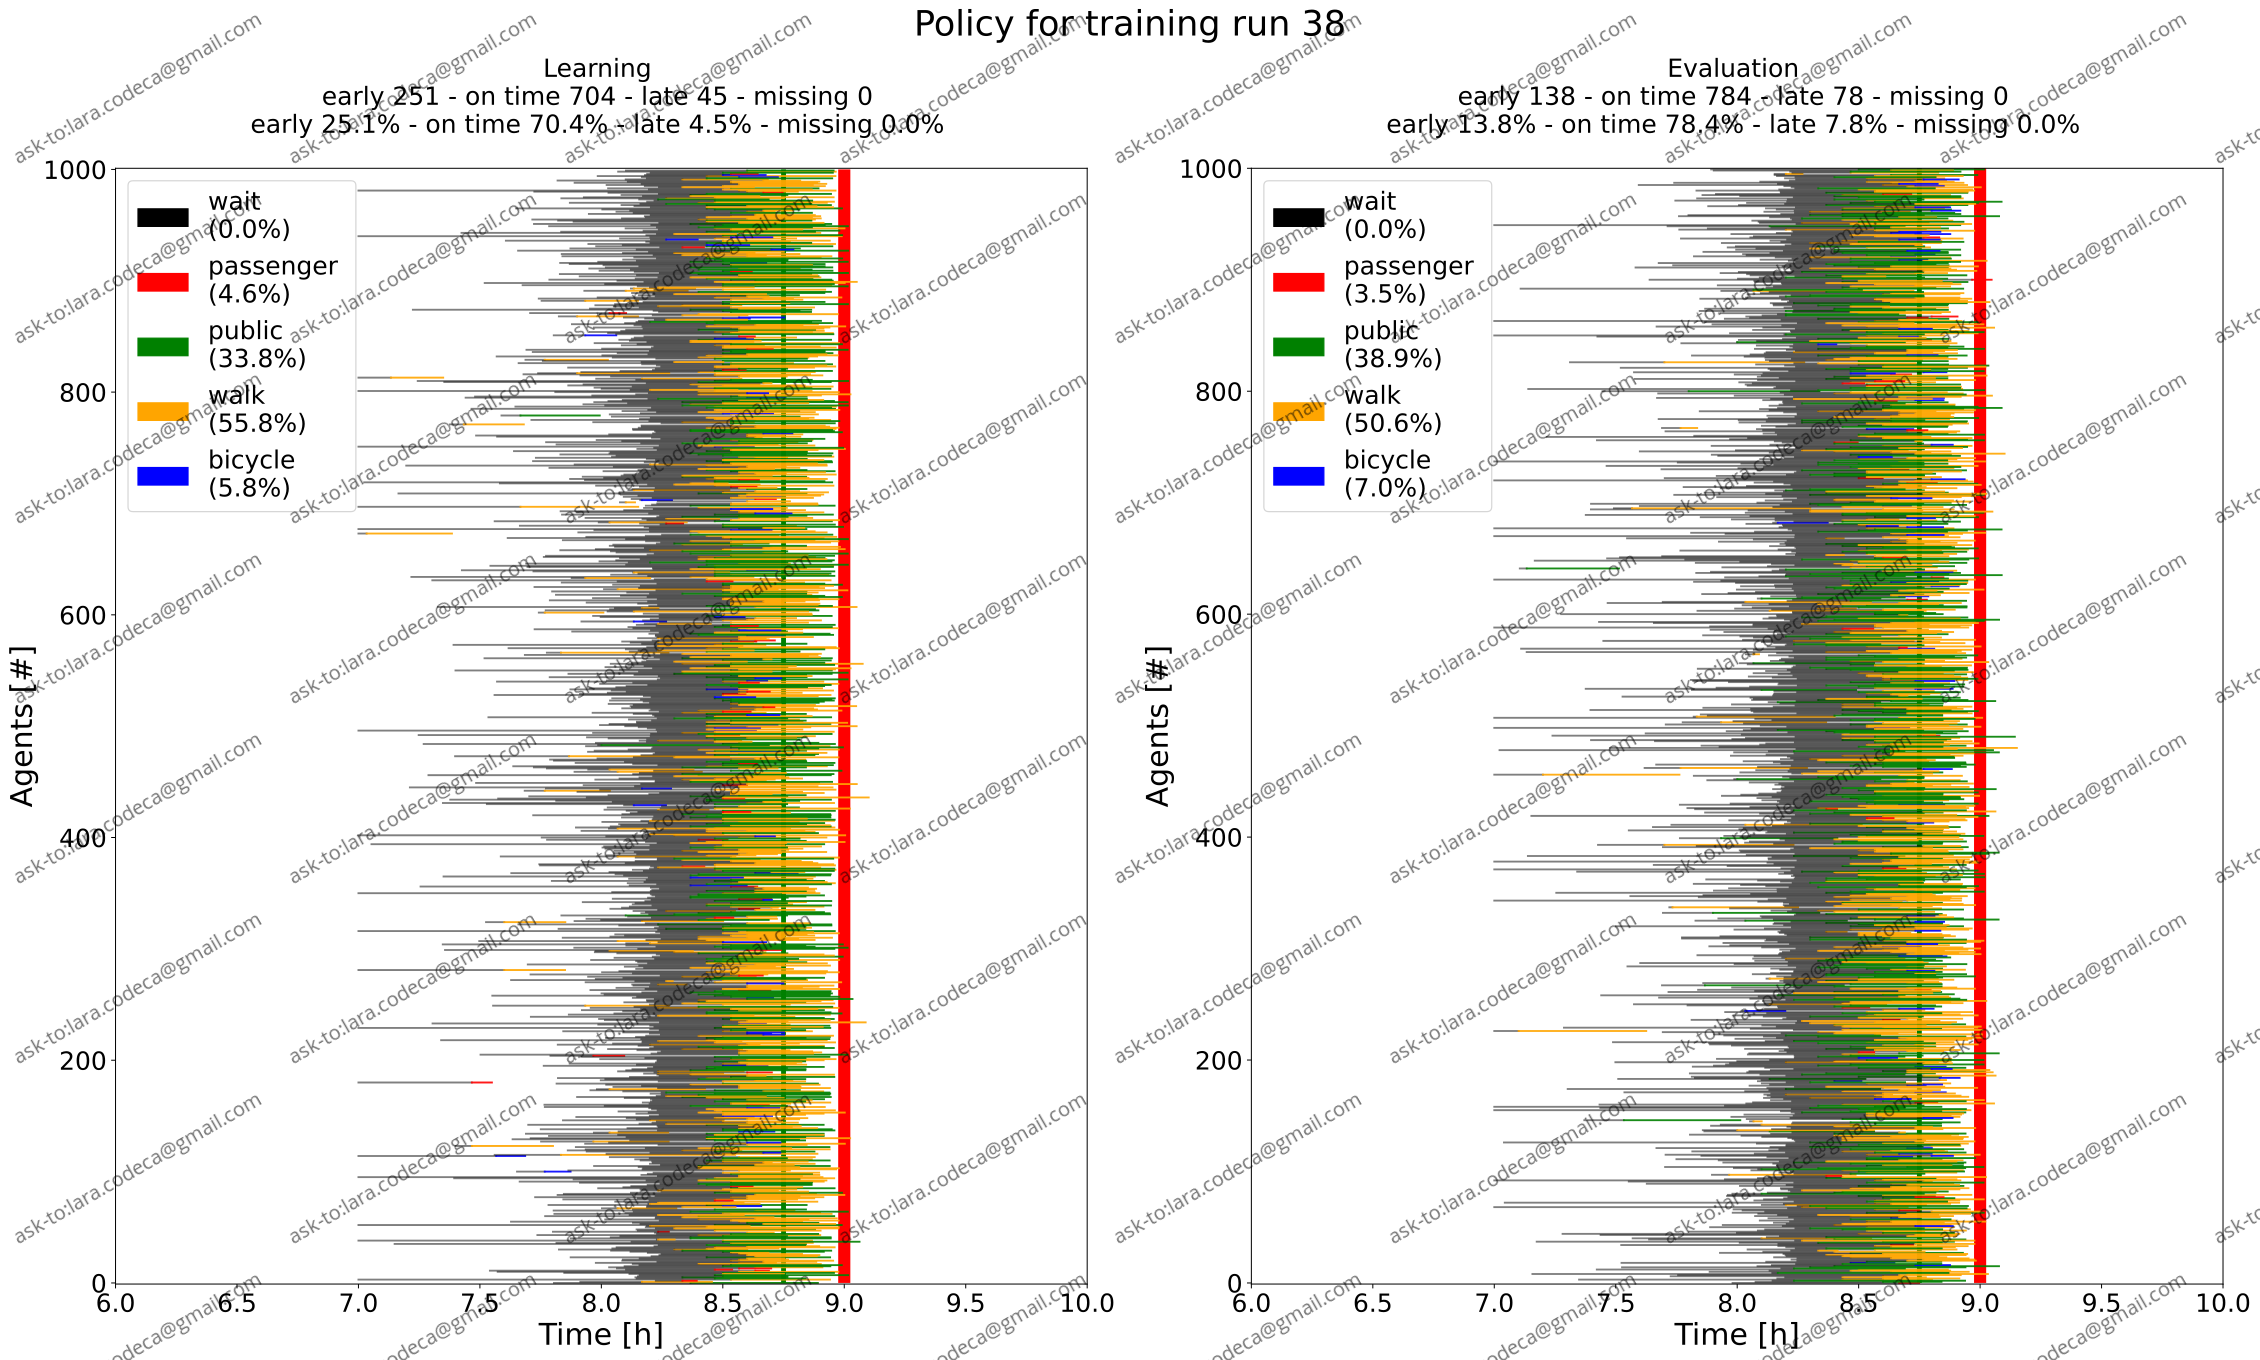 Policy for training run 38
Learning
early 251 - on time 704 - late 45 - missing 0
early 25.1% - on time 70.4% - late 4.5% - missing 0.0%
Evaluation
early 138 - on time 784 - late 78 - missing 0
early 13.8% - on time 78.4% - late 7.8% - missing 0.0%
Agents [#]
1000
800
600
400
200
0
wait
(0.0%)
passenger
(4.6%)
public
(33.8%)
walk
(55.8%)
bicycle
(5.8%)
6.0 6.5 7.0 7.5 8.0 8.5 9.0 9.5 10.0
Time [h]
Agents [#]
1000
800
600
400
200
0
wait
(0.0%)
passenger
(3.5%)
public
(38.9%)
walk
(50.6%)
bicycle
(7.0%)
6.0 6.5 7.0 7.5 8.0 8.5 9.0 9.5 10.0
Time [h]
ask-to:lara.codeca@gmail.com